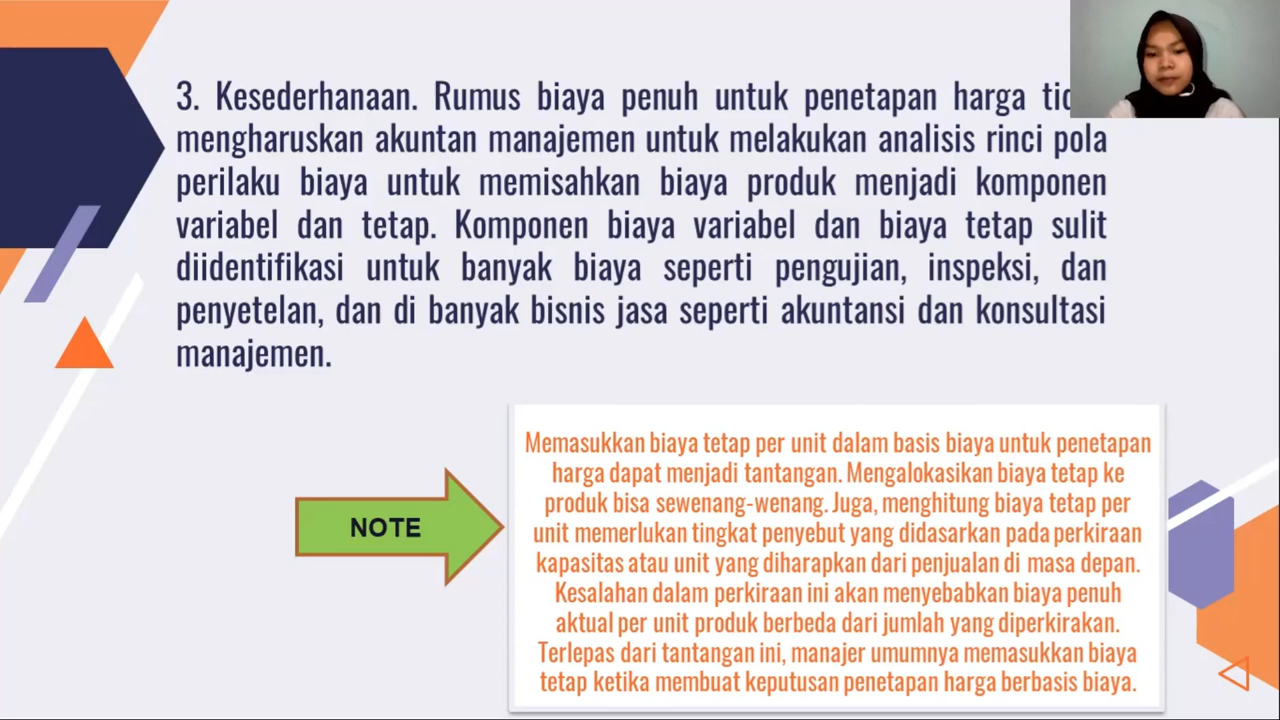 3. Kesederhanaan. Rumus biaya penuh untuk penetapan harga
mengharuskan akuntan manajemen untuk melakukan analisis rinci pola
perilaku biaya untuk memisahkan biaya produk menjadi komponen
variabel dan tetap. Komponen biaya variabel dan biaya tetap sulit
diidentifikasi untuk banyak biaya seperti pengujian, inspeksi, dan
penyetelan, dan di banyak bisnis jasa seperti akuntansi dan konsultasi
manajemen.
NOTE
Memasukkan biaya tetap per unit dalam basis biaya untuk penetapan
harga dapat menjadi tantangan. Mengalokasikan biaya tetap ke
produk bisa sewenang-wenang. Juga, menghitung biaya tetap per
unit memerlukan tingkat penyebut yang didasarkan pada perkiraan
kapasitas atau unit yang diharapkan dari penjualan di masa depan.
Kesalahan dalam perkiraan ini akan menyebabkan biaya penuh
aktual per unit produk berbeda dari jumlah yang diperkirakan.
Terlepas dari tantangan ini, manajer umumnya memasukkan biaya
tetap ketika membuat keputusan penetapan harga berbasis biaya.